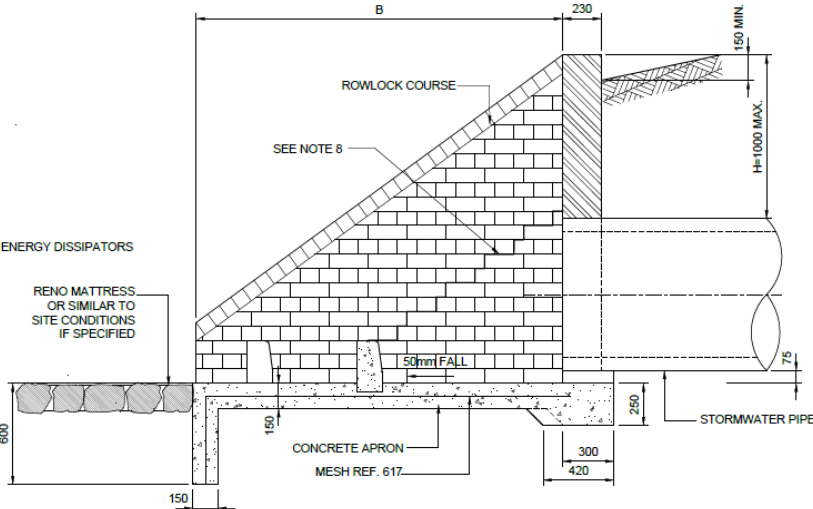 B
230
150 MIN.
ROWLOCK COURSE
H=1000 MAX.
SEE NOTE 8
ENERGY DISSIPATORS
RENO MATTRESS
OR SIMILAR TO
SITE CONDITIONS
IF SPECIFIED
50mm FALL
75
600
150
250
STORMWATER PIPE
CONCRETE APRON
300
MESH REF. 617
420
150